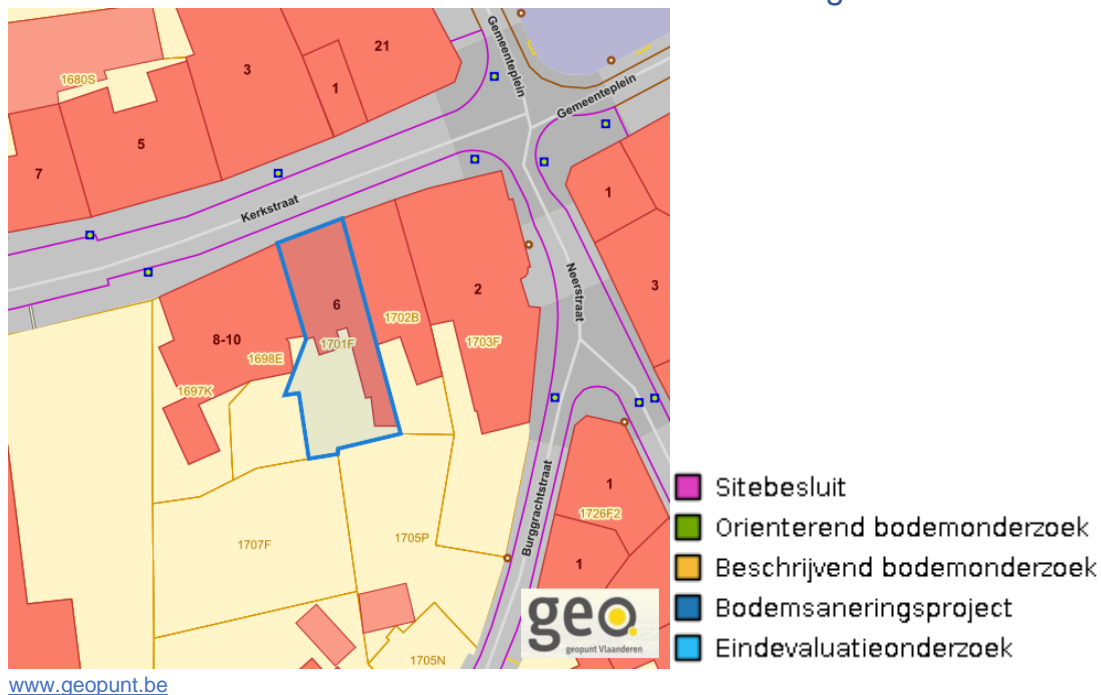 1680S
3
21
1
Gemeenteplein
Gemeenteplein
5
7
Kerkstraat
1
6
2
Neerstraat
3
8-10
1698E
1701F
1702B
1703F
1697K
Burggrachtstraat
1
1726F2
1707F
1705P
1
1705N
geo.
geopunt Vlaanderen
Sitebesluit
Orienterend bodemonderzoek
Beschrijvend bodemonderzoek
Bodemsaneringsproject
Eindevaluatieonderzoek
www.geopunt.be